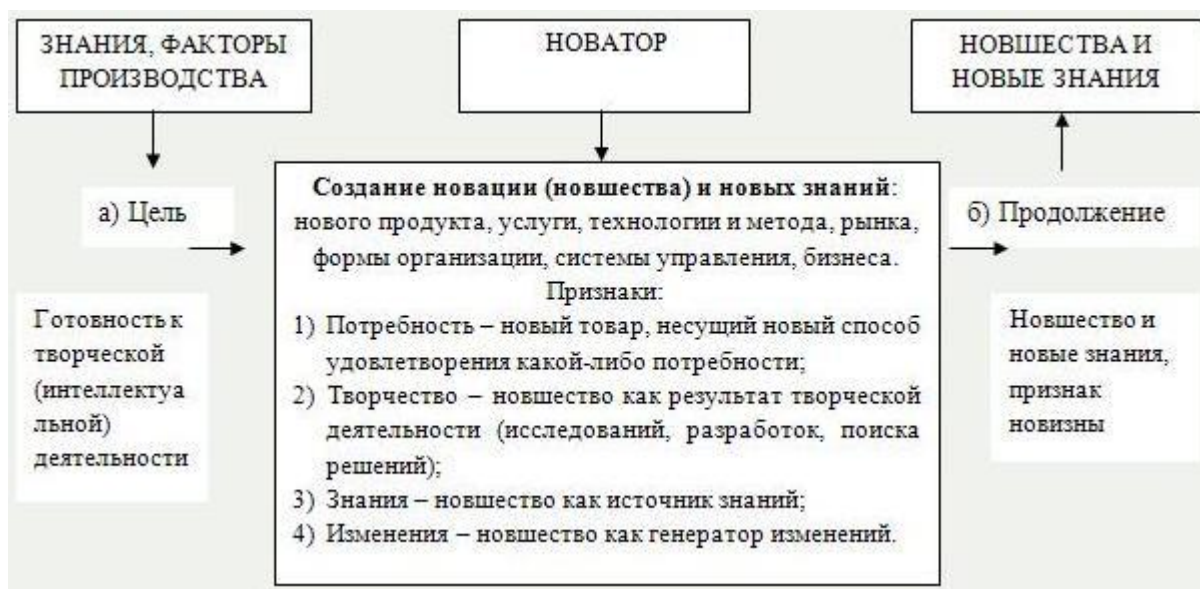 ЗНАНИЯ, ФАКТОРЫ
ПРОИЗВОДСТВА
НОВАТОР
НОВШЕСТВА И
НОВЫЕ ЗНАНИЯ
а) Цель
Готовность к
творческой
(интеллектуа
льной)
деятельности
Создание новации (новшества) и новых знаний:
нового продукта, услуги, технологии и метода, рынка,
формы организации, системы управления, бизнеса.
Признаки:
1) Потребность – новый товар, несущий новый способ
удовлетворения какой-либо потребности;
2) Творчество – новшество как результат творческой
деятельности (исследований, разработок, поиска
решений);
3) Знания – новшество как источник знаний;
4) Изменения – новшество как генератор изменений.
б) Продолжение
Новшество и
новые знания,
признак
новизны